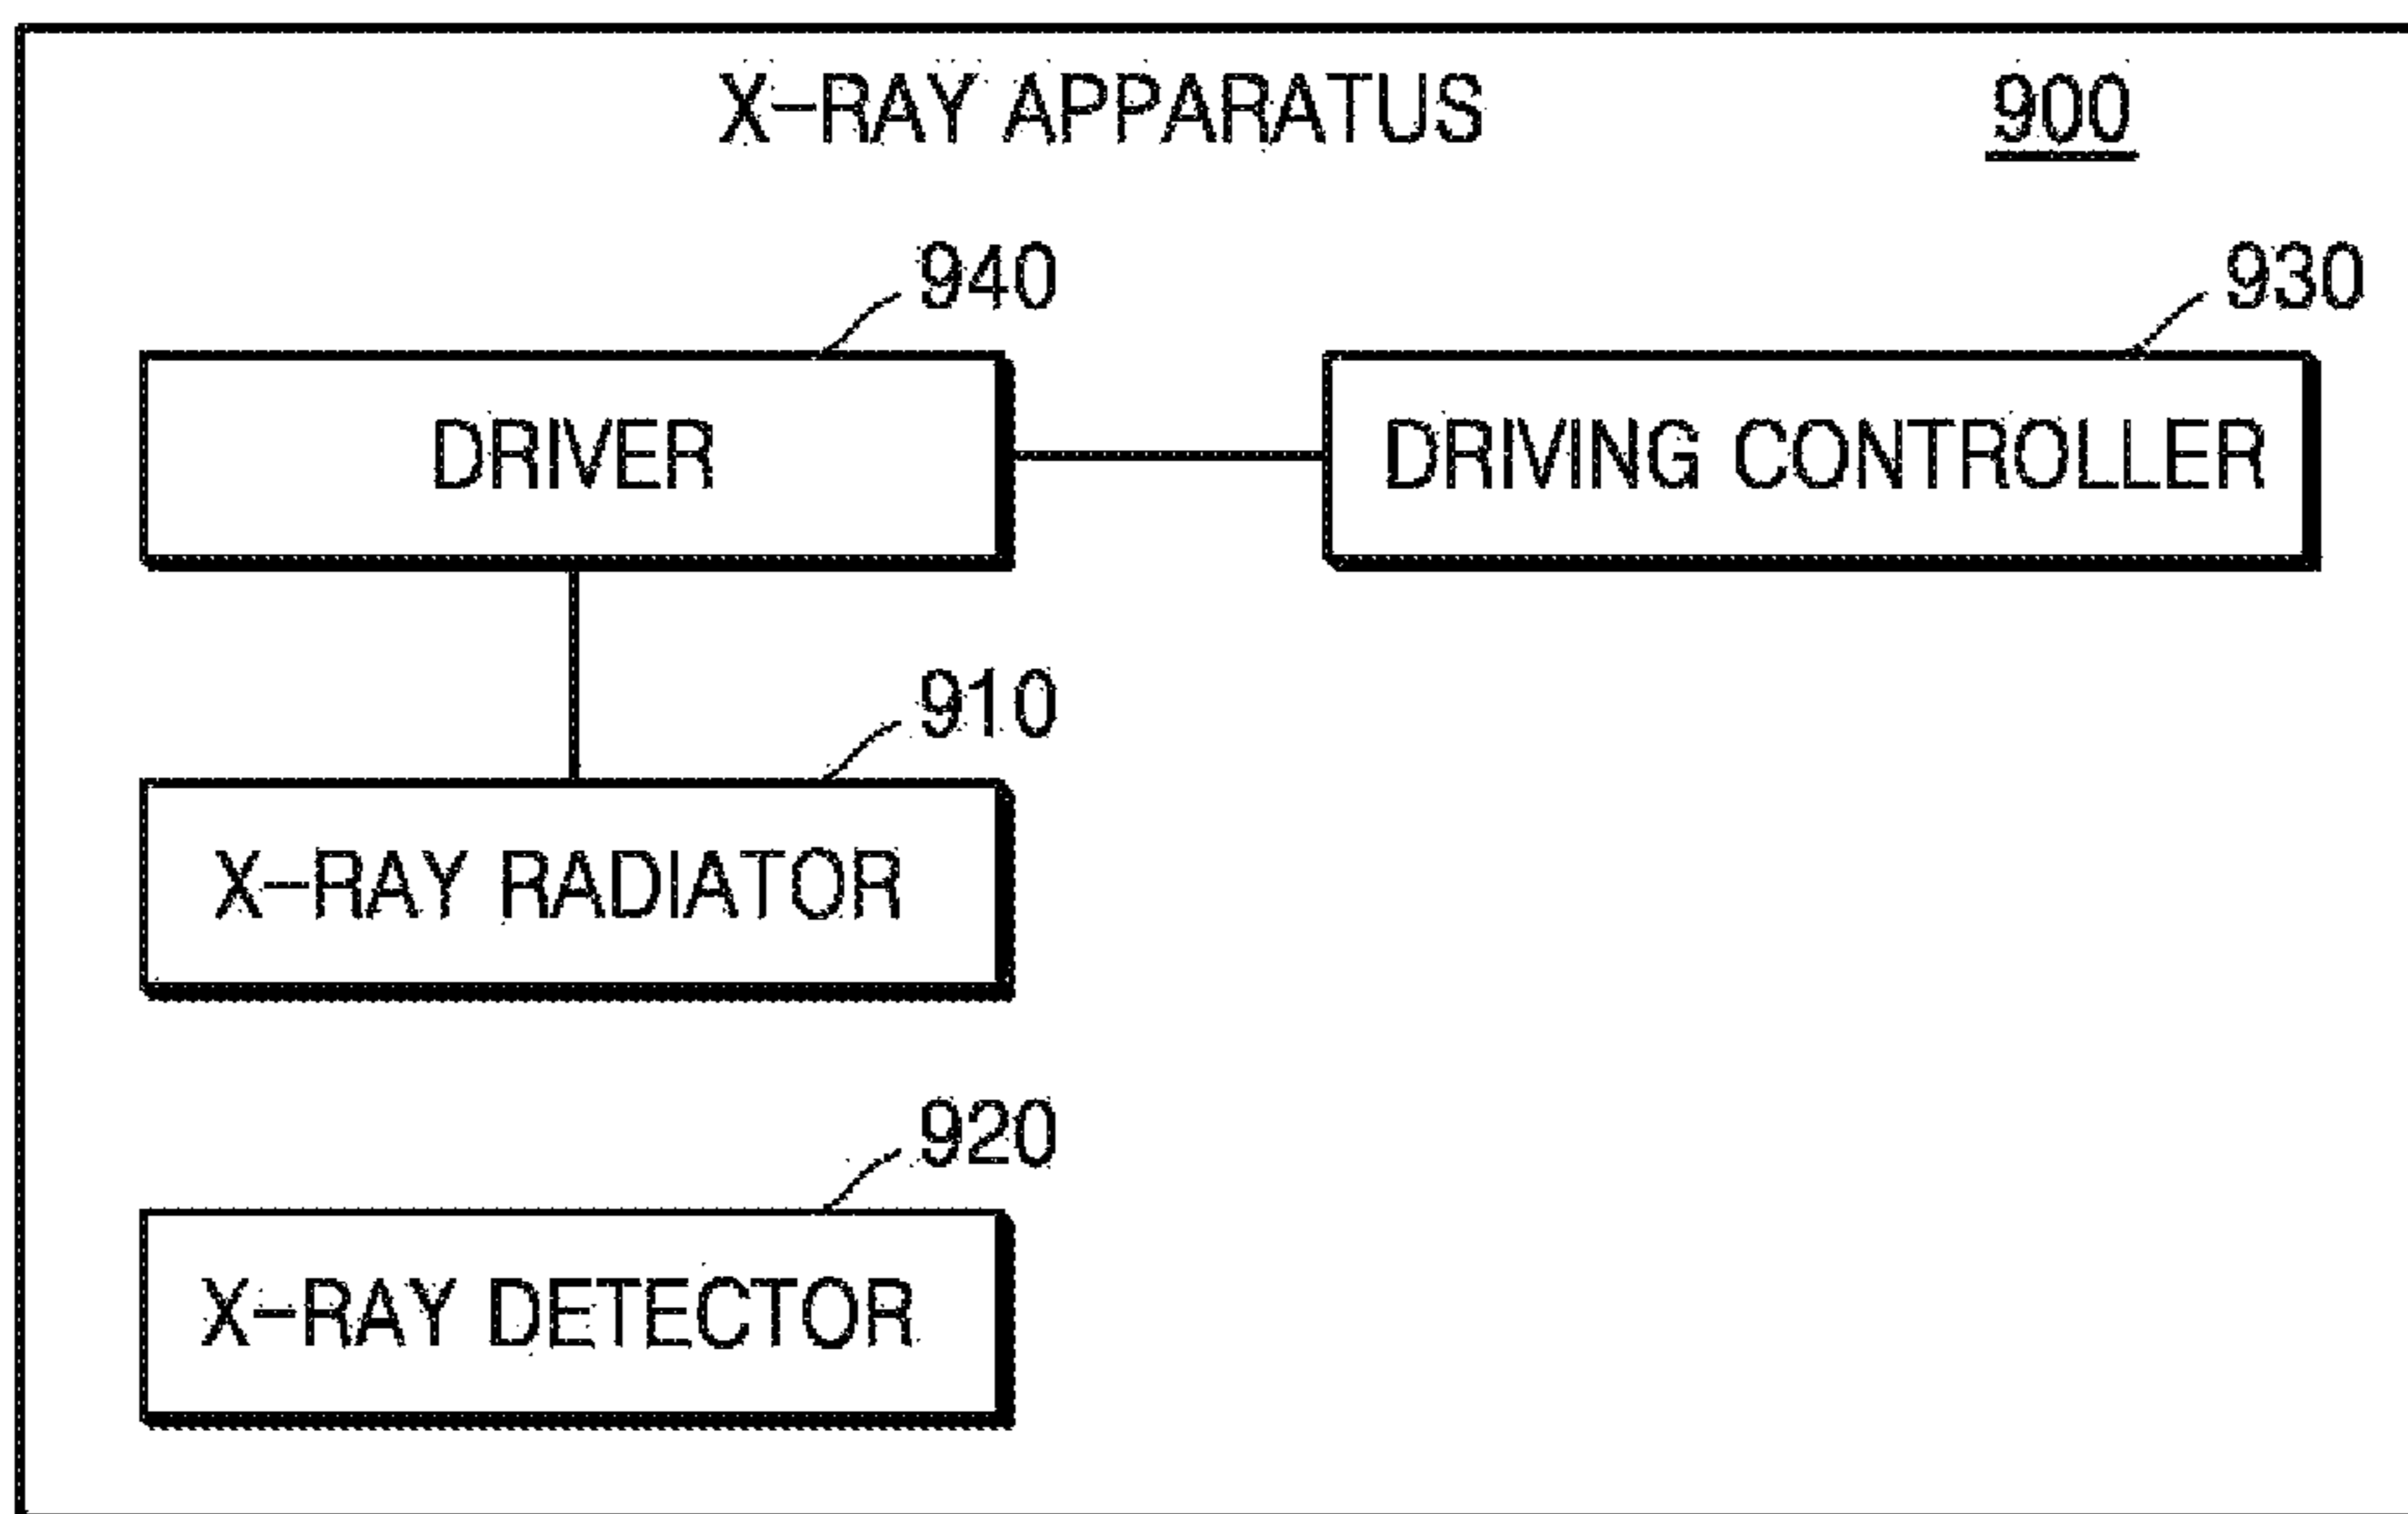 X-RAY APPARATUS 900
940 930
DRIVER DRIVING CONTROLLER
910
X-RAY RADIATOR
920
X-RAY DETECTOR